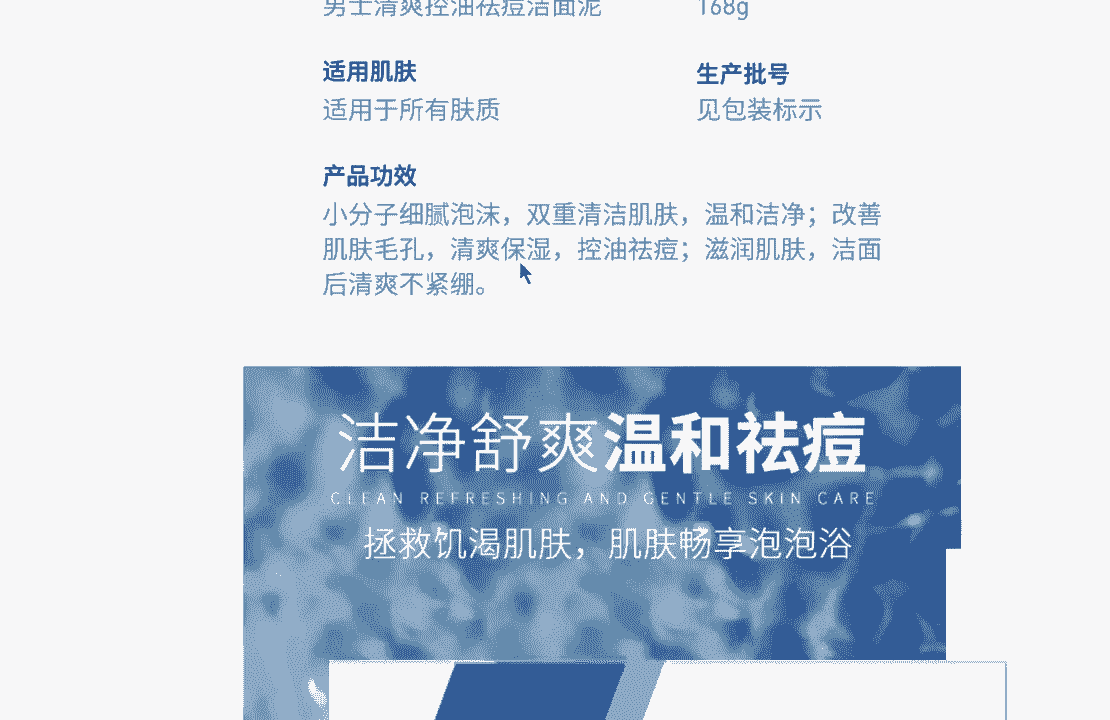 男士清爽控油祛痘洁面泥
168g
适用肌肤
生产批号
适用于所有肤质
见包装标示
产品功效
小分子细腻泡沫，双重清洁肌肤，温和洁净；改善
肌肤毛孔，清爽保湿，控油祛痘；滋润肌肤，洁面
后清爽不紧绷。
洁净舒爽温和祛痘
CLEAN REFRESHING AND GENTLE SKIN CARE
拯救饥渴肌肤，肌肤畅享泡泡浴